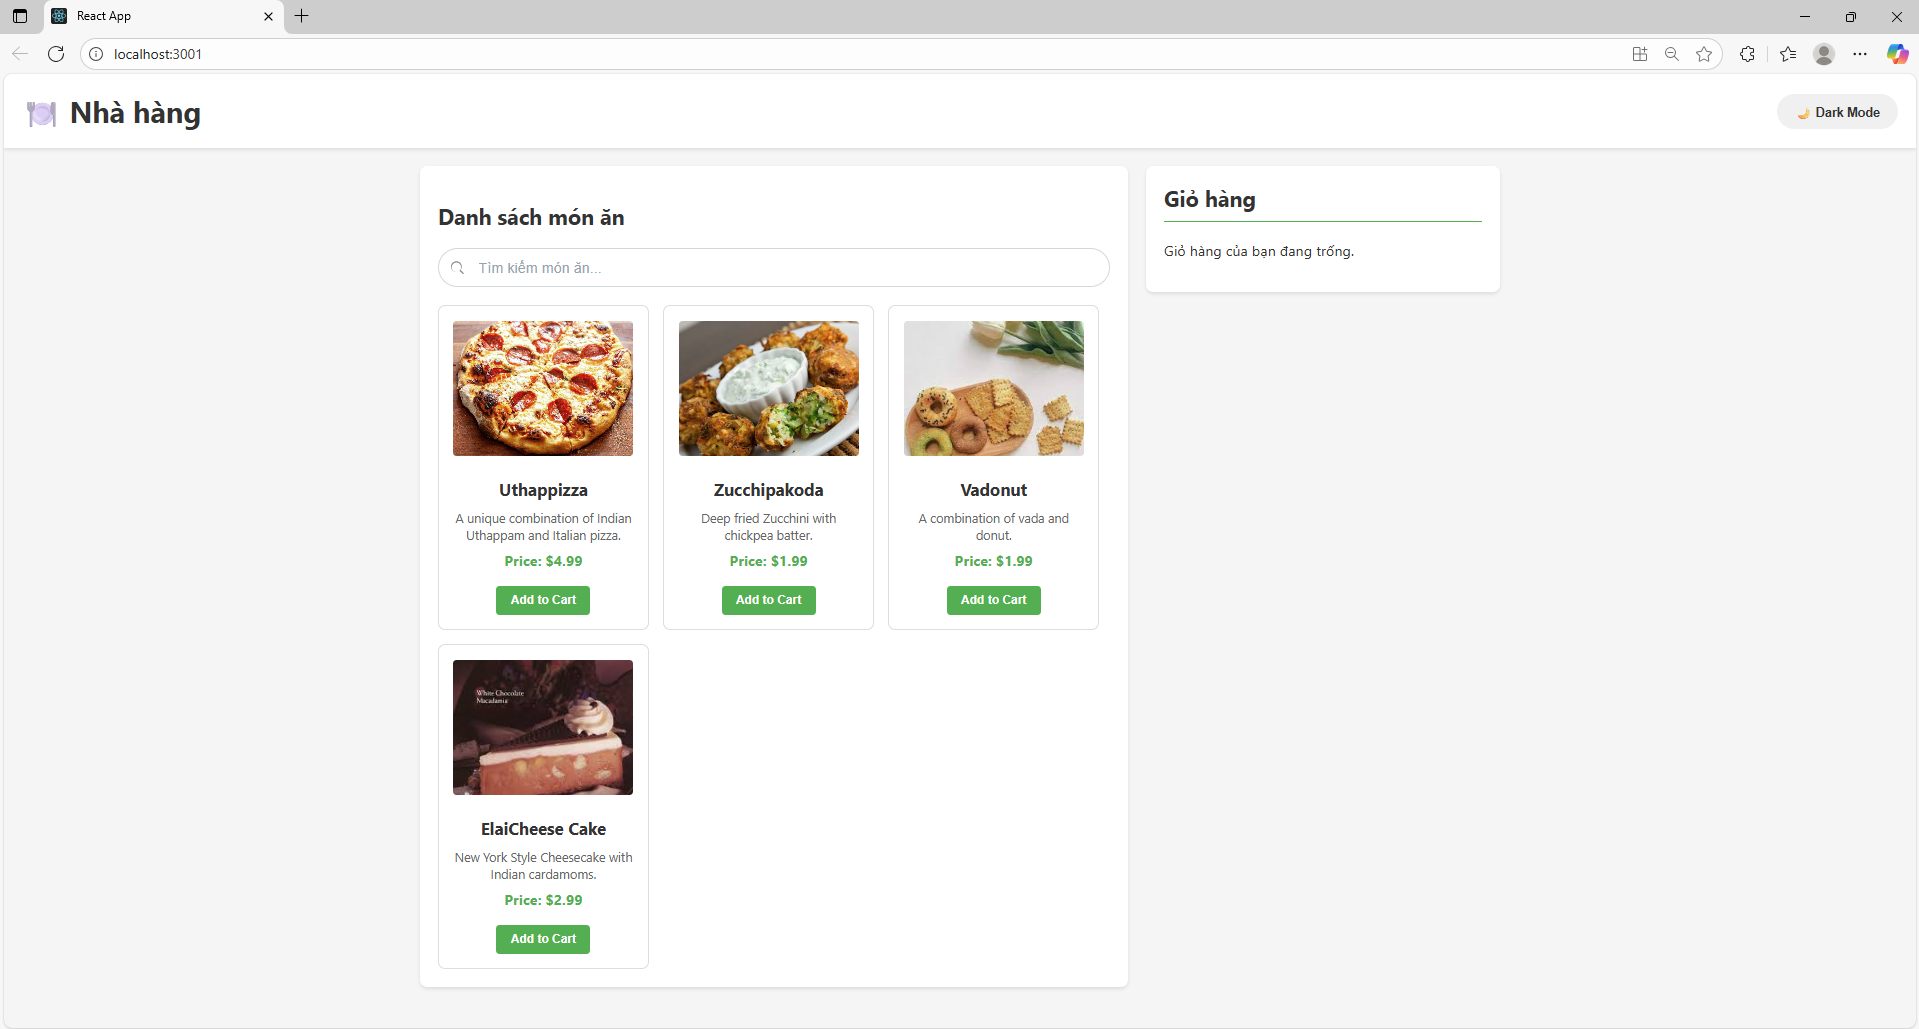 React App
localhost:3001
Nhà hàng
Dark Mode
Danh sách món ăn
Tìm kiếm món ăn...
Uthappizza
A unique combination of Indian
Uthappam and Italian pizza.
Price: $4.99
Add to Cart
Zucchipakoda
Deep fried Zucchini with
chickpea batter.
Price: $1.99
Add to Cart
Vadonut
A combination of vada and
donut.
Price: $1.99
Add to Cart
White Chocolate
Macadamia
ElaiCheese Cake
New York Style Cheesecake with
Indian cardamoms.
Price: $2.99
Add to Cart
Giỏ hàng
Giỏ hàng của bạn đang trống.